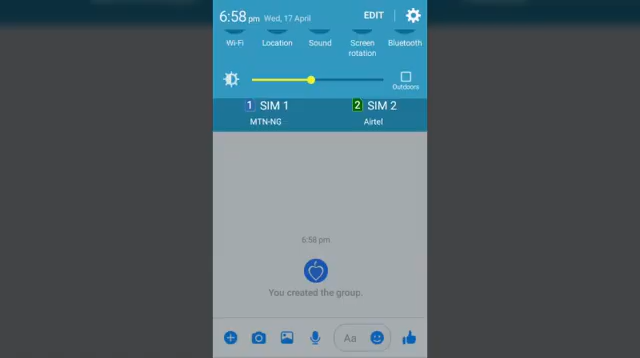 6:58 pm Wed, 17 April EDIT
Wi-Fi Location Sound Screen rotation Bluetooth
Outdoors
1 SIM 1 2 SIM 2
MTN-NG Airtel
6:58 pm
You created the group.
Aa